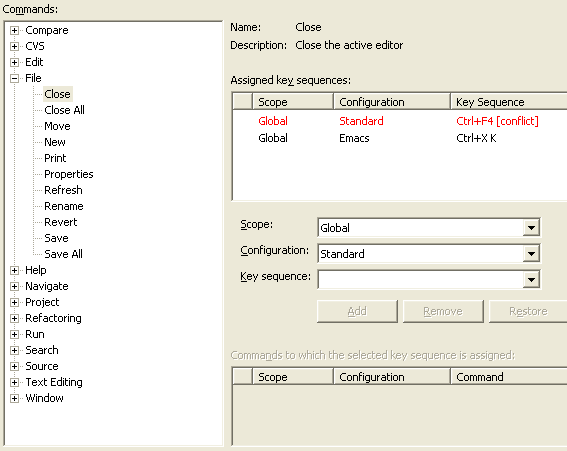 Commands:
Compare
CVS
Edit
File
Close
Close All
Move
New
Print
Properties
Refresh
Rename
Revert
Save
Save All
Help
Navigate
Project
Refactoring
Run
Search
Source
Text Editing
Window
Name: Close
Description: Close the active editor
Assigned key sequences:
Scope Configuration Key Sequence
Global Standard Ctrl+F4 [conflict]
Global Emacs Ctrl+X K
Scope: Global
Configuration: Standard
Key sequence:
Add Remove Restore
Commands to which the selected key sequence is assigned:
Scope Configuration Command